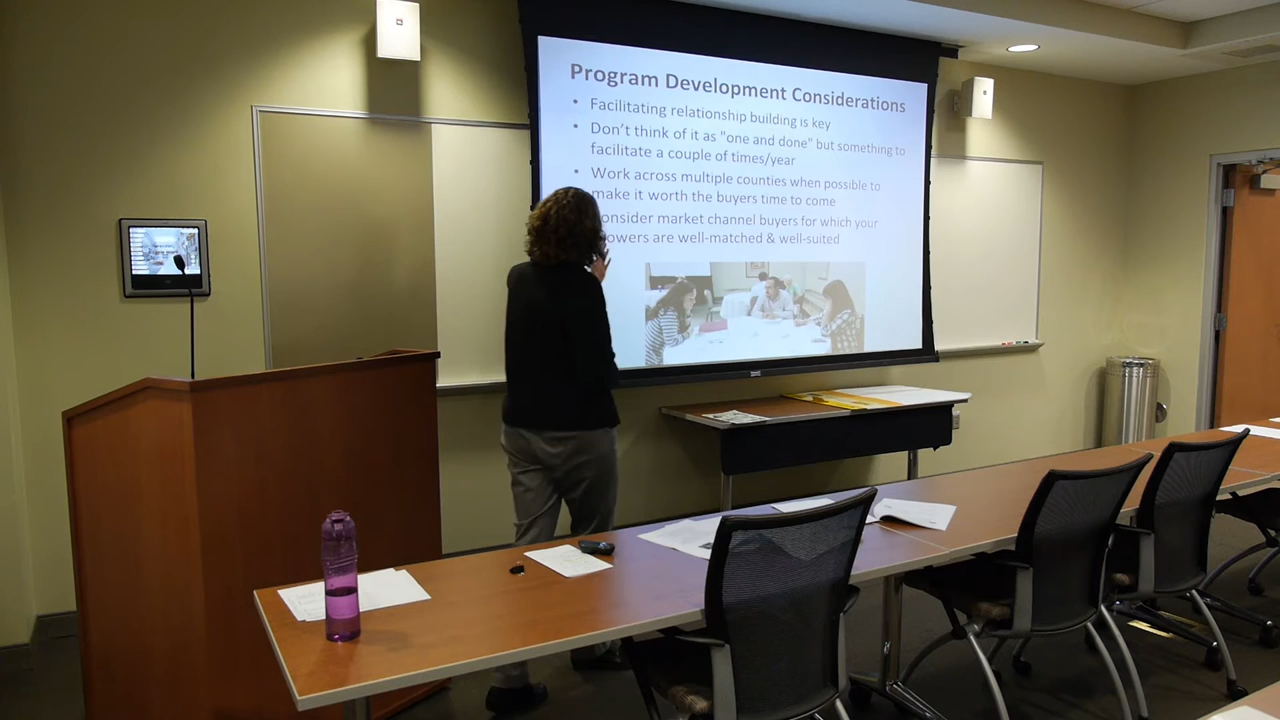 Program Development Considerations
• Facilitating relationship building is key
• Don't think of it as "one and done" but something to
facilitate a couple of times/year
• Work across multiple counties when possible to
make it worth the buyers time to come
onsider market channel buyers for which your
owers are well-matched & well-suited